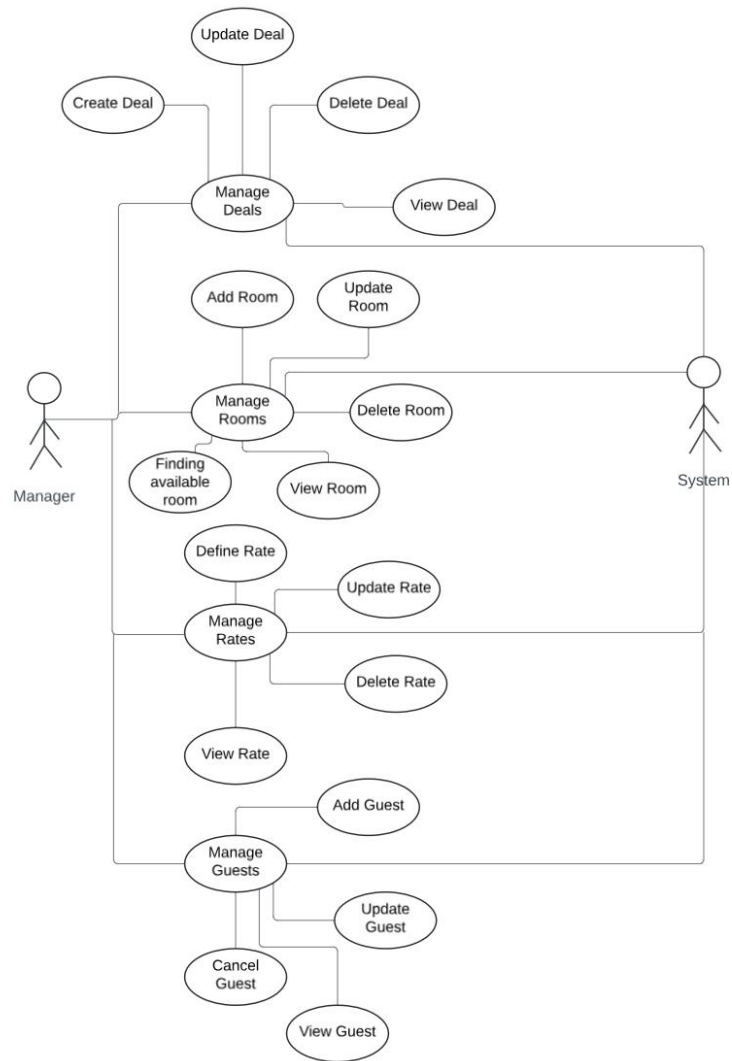 Update Deal
Create Deal
Delete Deal
Manage
Deals
View Deal
Add Room
Update
Room
Manage
Rooms
Delete Room
Finding
available
room
View Room
Manager
System
Define Rate
Update Rate
Manage
Rates
Delete Rate
View Rate
Add Guest
Manage
Guests
Update
Guest
Cancel
Guest
View Guest